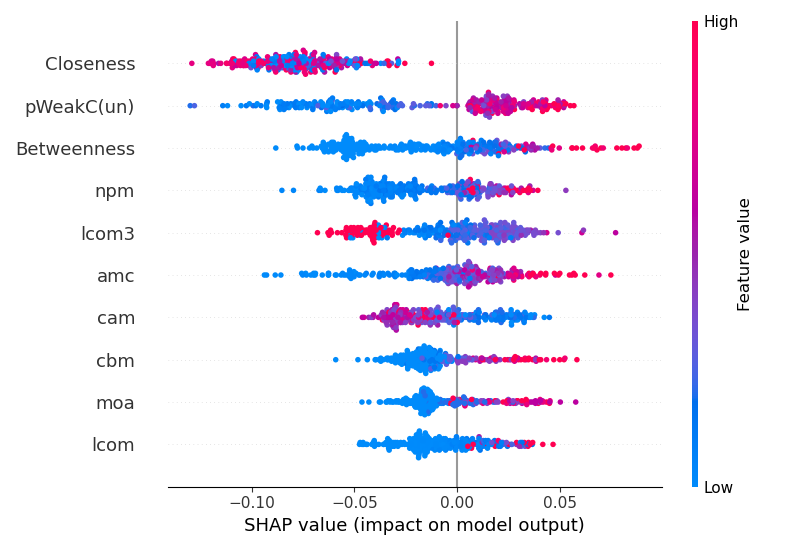 High
Closeness
pWeakC(un)
Betweenness
npm
lcom3
amc
cam
cbm
moa
lcom
Feature value
Low
−0.10 −0.05 0.00 0.05
SHAP value (impact on model output)